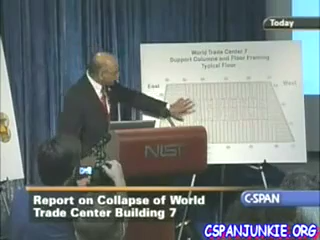 Today
World Trade Center 7
Support Columns and Floor Framing
Typical Floor
East
West
NIST
Report on Collapse of World
Trade Center Building 7
C-SPAN
CSPANJUNKIE.ORG